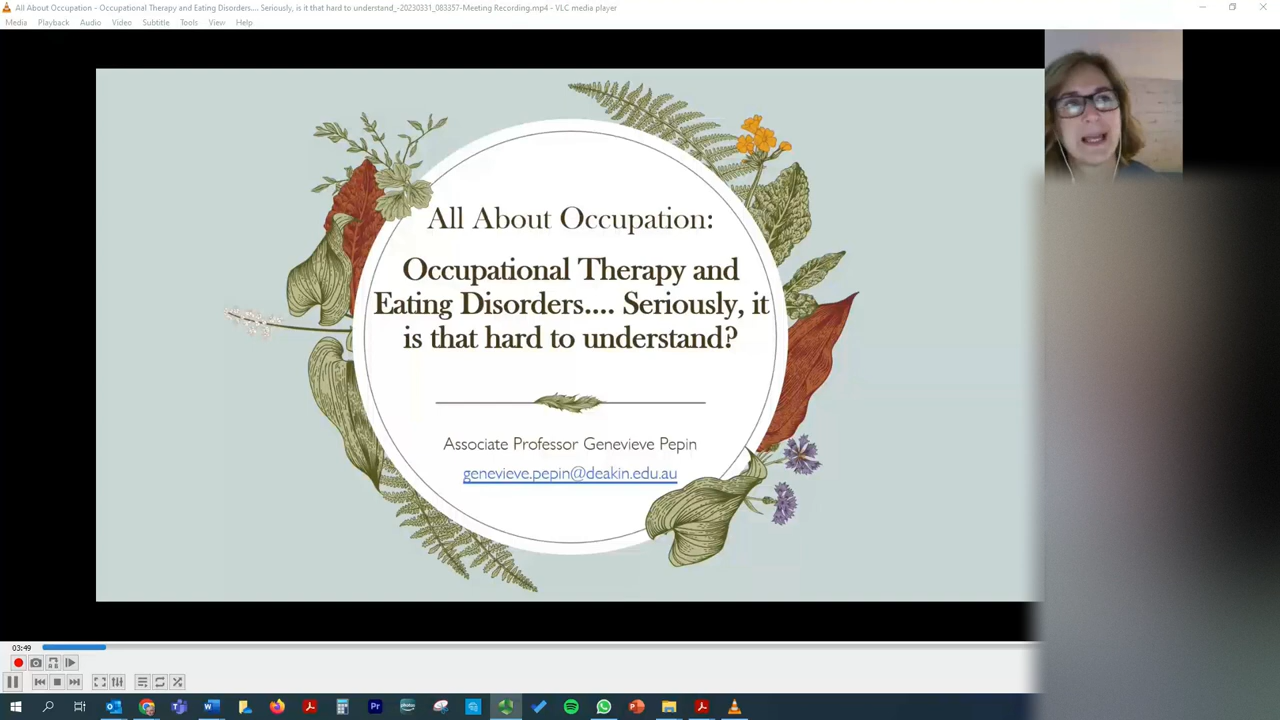 All About Occupation - Occupational Therapy and Eating Disorders.... Seriously, is it that hard to understand_-20230331_083357-Meeting Recording.mp4 - VLC media player
Media Playback Audio Video Subtitle Tools View Help
All About Occupation:
Occupational Therapy and
Eating Disorders.... Seriously, it
is that hard to understand?
Associate Professor Genevieve Pepin
genevieve.pepin@deakin.edu.au
03:49